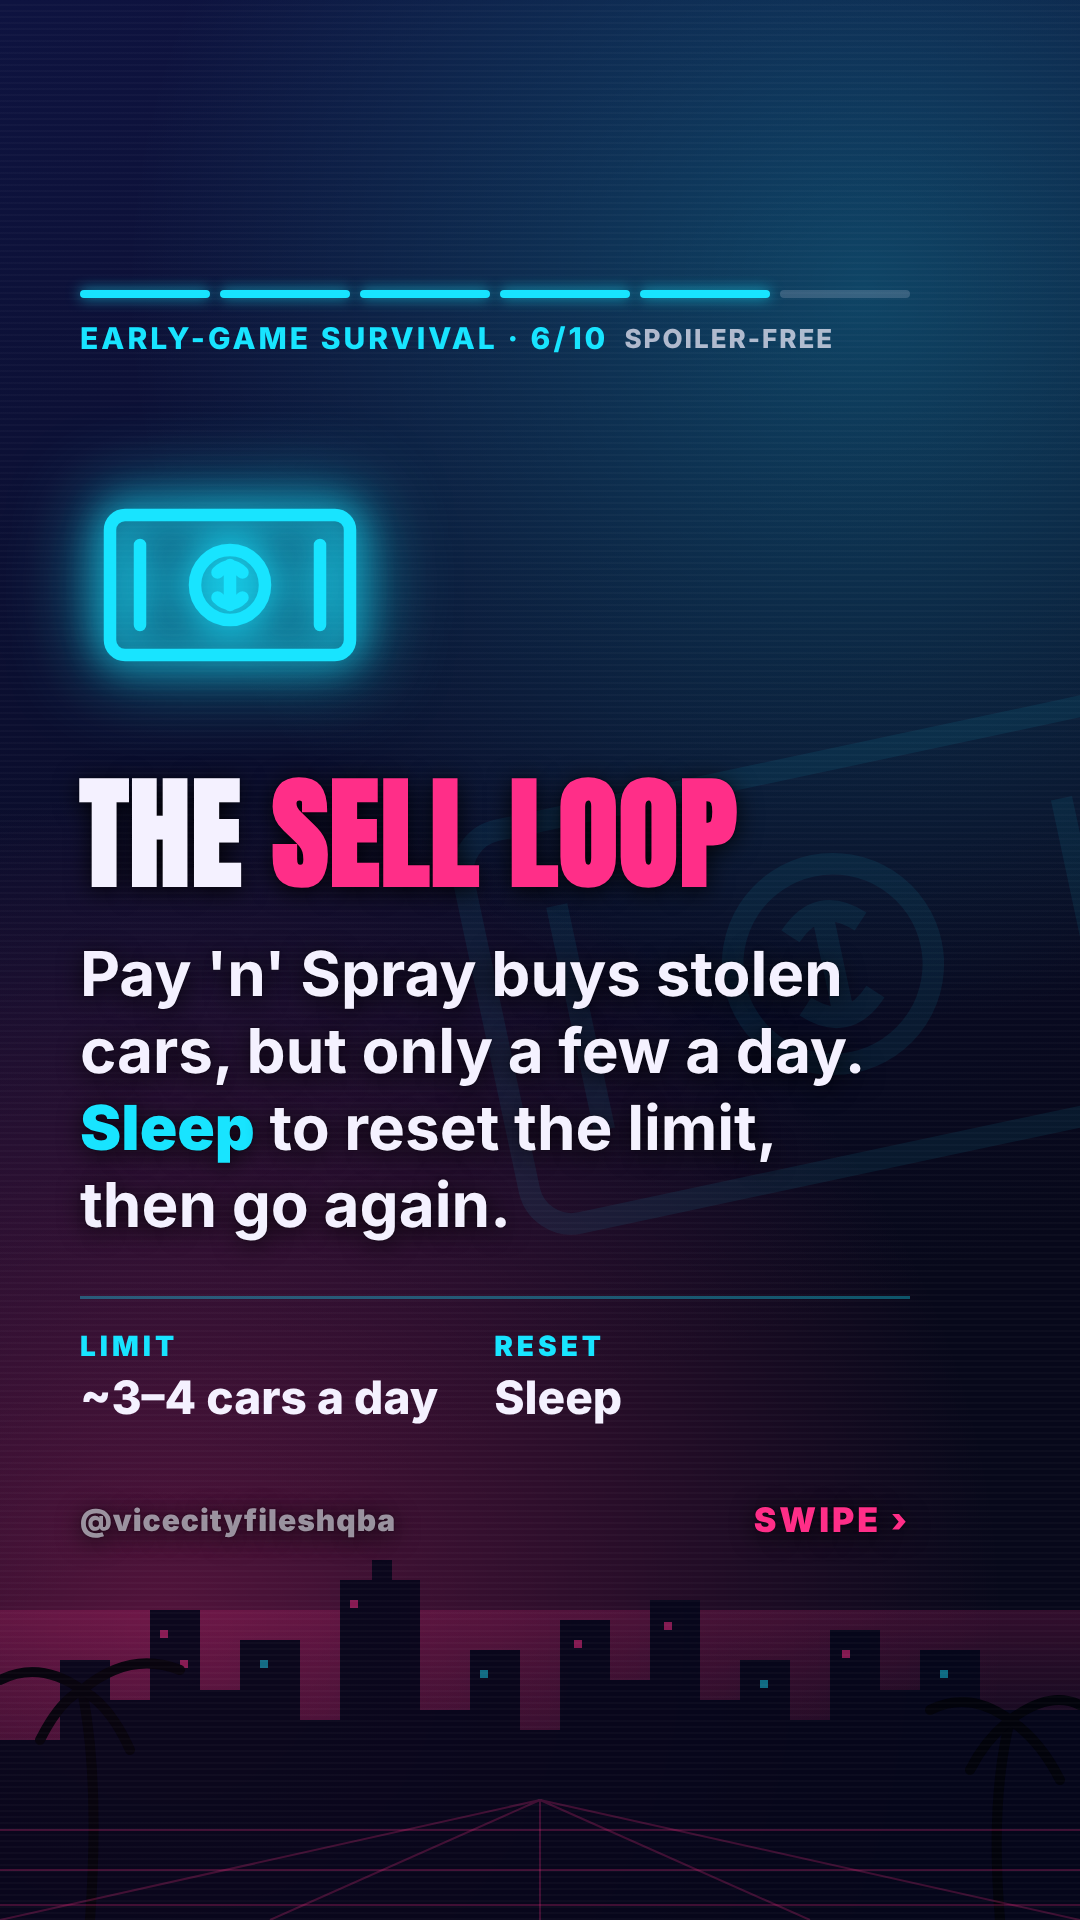 EARLY-GAME SURVIVAL · 6/10 SPOILER-FREE
THE SELL LOOP
Pay 'n' Spray buys stolen
cars, but only a few a day.
Sleep to reset the limit,
then go again.
LIMIT RESET
~3–4 cars a day Sleep
@vicecityfileshqba SWIPE ›